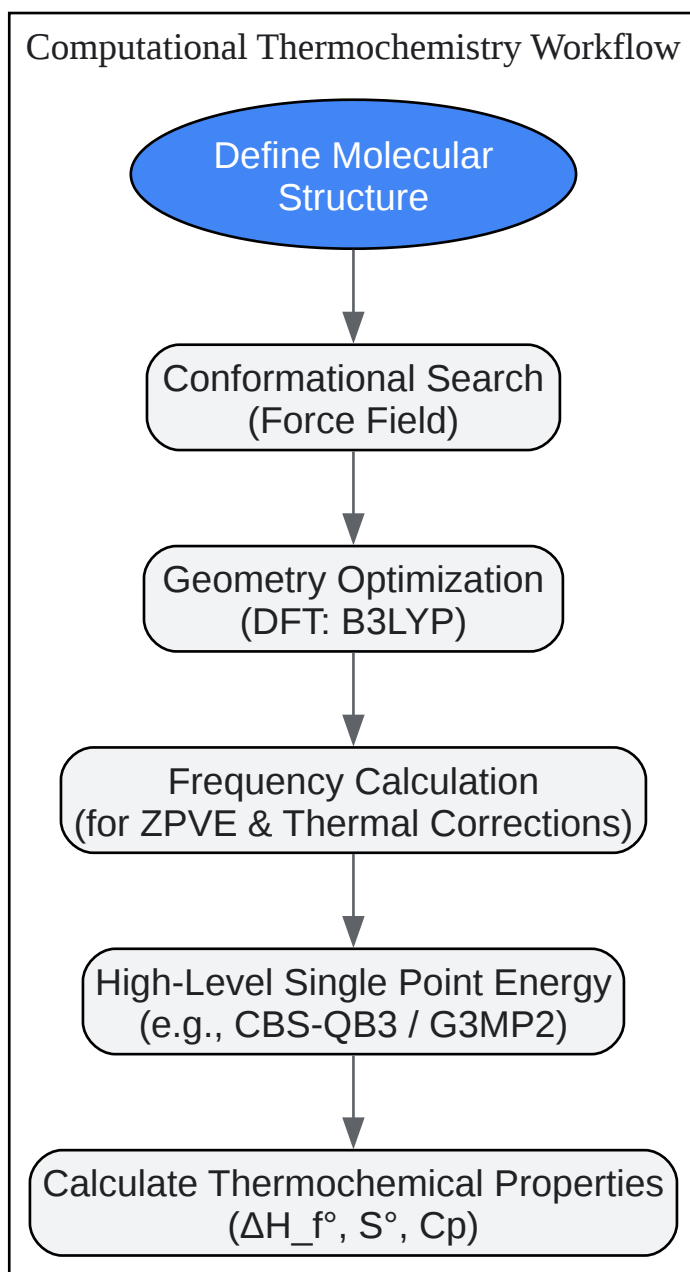 Computational Thermochemistry Workflow
Define Molecular
Structure
Conformational Search
(Force Field)
Geometry Optimization
(DFT: B3LYP)
Frequency Calculation
(for ZPVE & Thermal Corrections)
High-Level Single Point Energy
(e.g., CBS-QB3 / G3MP2)
Calculate Thermochemical Properties
(ΔH_f°, S°, Cp)